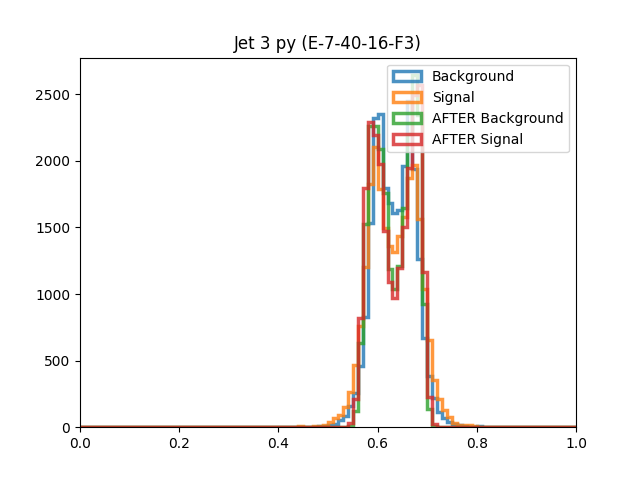 Jet 3 py (E-7-40-16-F3)
Background
Signal
AFTER Background
AFTER Signal
2500
2000
1500
1000
500
0
0.0 0.2 0.4 0.6 0.8 1.0